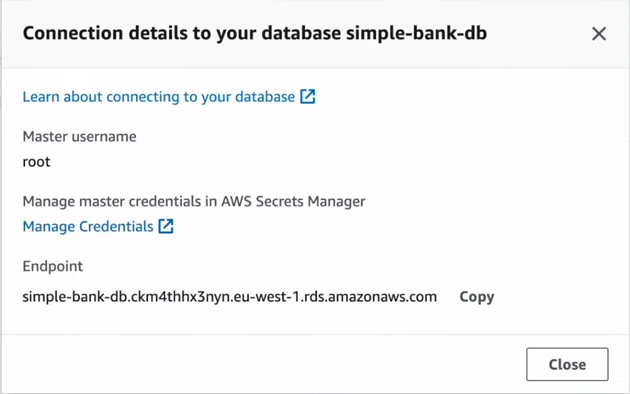 Connection details to your database simple-bank-db
Learn about connecting to your database
Master username
root
Manage master credentials in AWS Secrets Manager
Manage Credentials
Endpoint
simple-bank-db.ckm4thhx3nyn.eu-west-1.rds.amazonaws.com Copy
Close